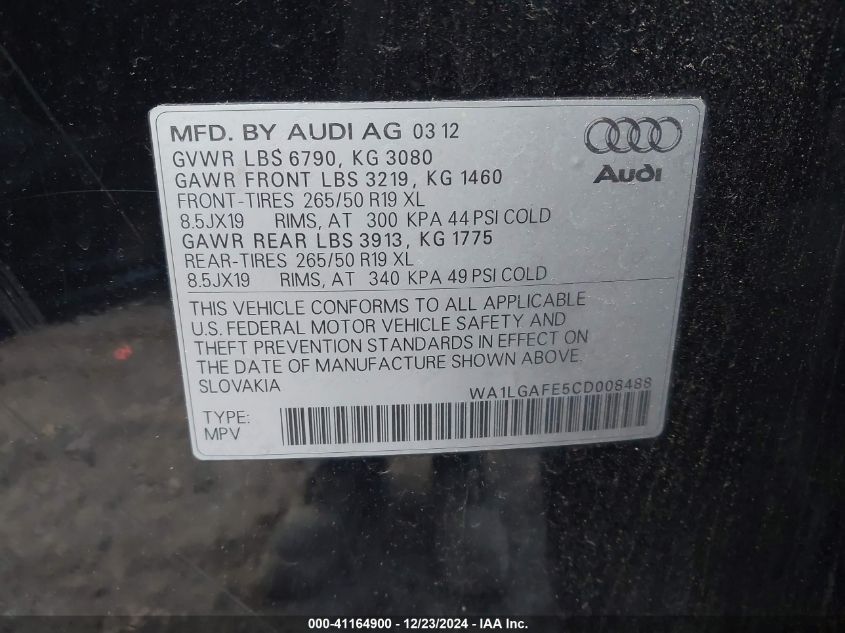 MFD. BY AUDI AG 03 12
GVWR LBS 6790, KG 3080
GAWR FRONT LBS 3219, KG 1460
FRONT-TIRES 265/50 R19 XL
8.5JX19 RIMS, AT 300 KPA 44 PSI COLD
GAWR REAR LBS 3913, KG 1775
REAR-TIRES 265/50 R19 XL
8.5JX19 RIMS, AT 340 KPA 49 PSI COLD
Audi
THIS VEHICLE CONFORMS TO ALL APPLICABLE
U.S. FEDERAL MOTOR VEHICLE SAFETY AND
THEFT PREVENTION STANDARDS IN EFFECT ON
THE DATE OF MANUFACTURE SHOWN ABOVE.
SLOVAKIA
WA1LGAFE5CD008488
TYPE:
MPV
000-41164900 - 12/23/2024 - IAA Inc.